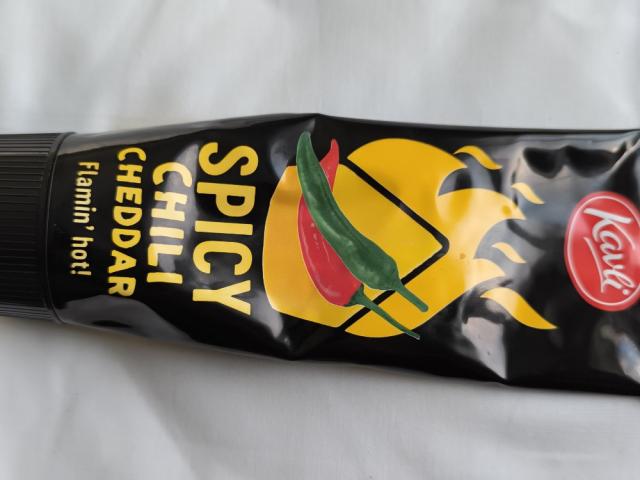 Kavli
SPICY
CHILI
CHEDDAR
Flamin' hot!